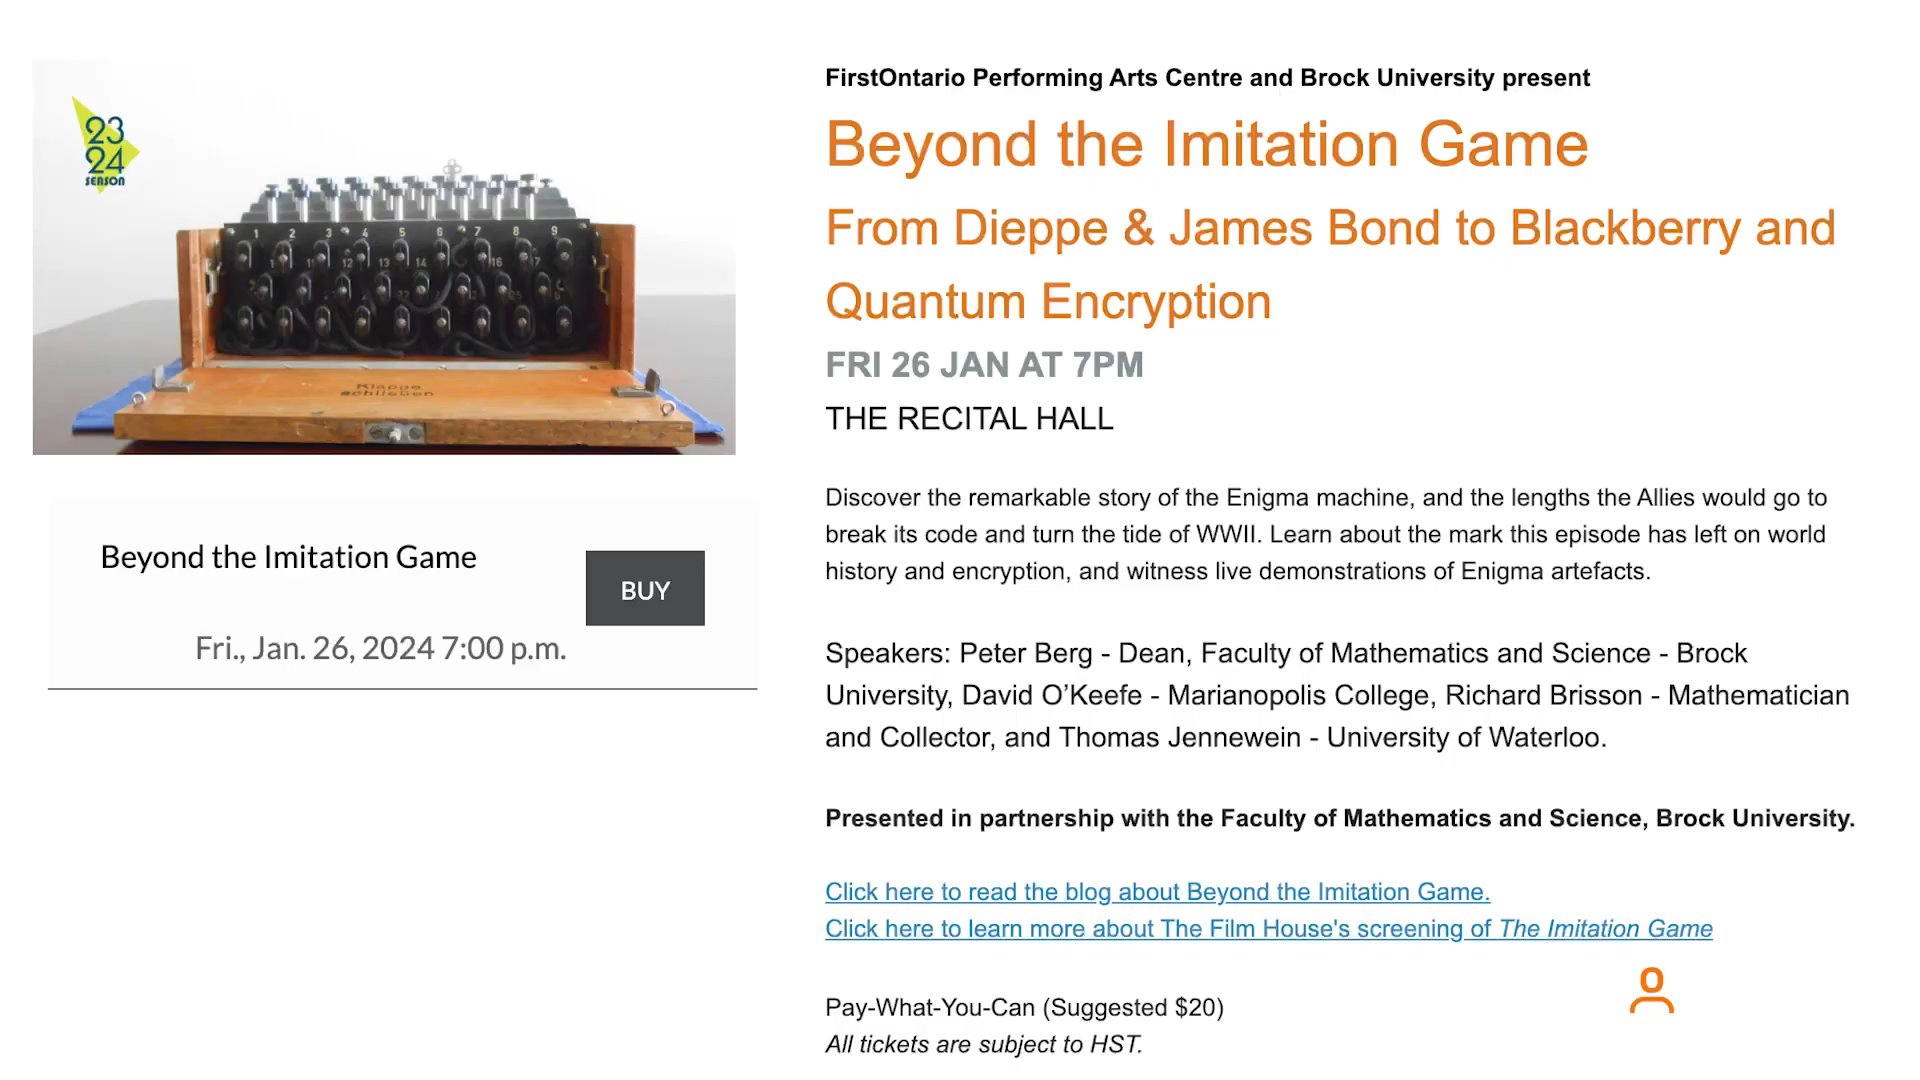 23
24
SEASON
1 2 3 4 5 6 7 8 9
12 13 14 16
Klappe
schließen
Beyond the Imitation Game
BUY
Fri., Jan. 26, 2024 7:00 p.m.
FirstOntario Performing Arts Centre and Brock University present
Beyond the Imitation Game
From Dieppe & James Bond to Blackberry and
Quantum Encryption
FRI 26 JAN AT 7PM
THE RECITAL HALL
Discover the remarkable story of the Enigma machine, and the lengths the Allies would go to
break its code and turn the tide of WWII. Learn about the mark this episode has left on world
history and encryption, and witness live demonstrations of Enigma artefacts.
Speakers: Peter Berg - Dean, Faculty of Mathematics and Science - Brock
University, David O’Keefe - Marianopolis College, Richard Brisson - Mathematician
and Collector, and Thomas Jennewein - University of Waterloo.
Presented in partnership with the Faculty of Mathematics and Science, Brock University.
Click here to read the blog about Beyond the Imitation Game.
Click here to learn more about The Film House's screening of The Imitation Game
Pay-What-You-Can (Suggested $20)
All tickets are subject to HST.